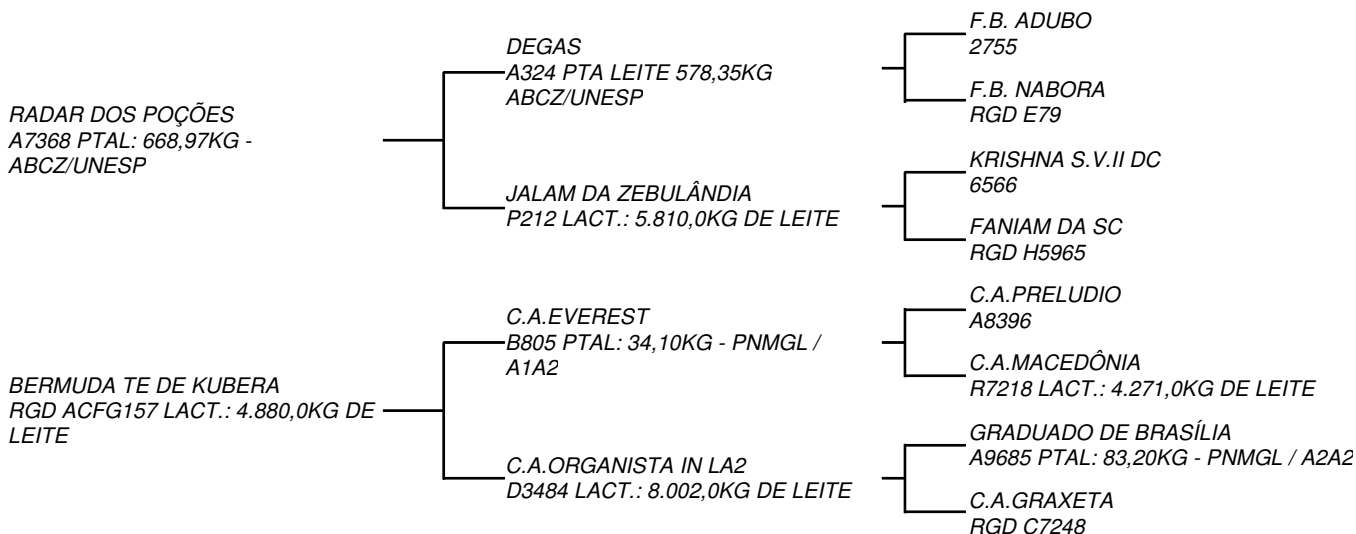 RADAR DOS POÇÕES
A7368 PTAL: 668,97KG -
ABCZ/UNESP
DEGAS
A324 PTA LEITE 578,35KG
ABCZ/UNESP
F.B. ADUBO
2755
F.B. NABORA
RGD E79
JALAM DA ZEBULÂNDIA
P212 LACT.: 5.810,0KG DE LEITE
KRISHNA S.V.II DC
6566
FANIAM DA SC
RGD H5965
BERMUDA TE DE KUBERA
RGD ACFG157 LACT.: 4.880,0KG DE
LEITE
C.A.EVEREST
B805 PTAL: 34,10KG - PNMGL /
A1A2
C.A.PRELUDIO
A8396
C.A.MACEDÔNIA
R7218 LACT.: 4.271,0KG DE LEITE
C.A.ORGANISTA IN LA2
D3484 LACT.: 8.002,0KG DE LEITE
GRADUADO DE BRASÍLIA
A9685 PTAL: 83,20KG - PNMGL / A2A2
C.A.GRAXETA
RGD C7248